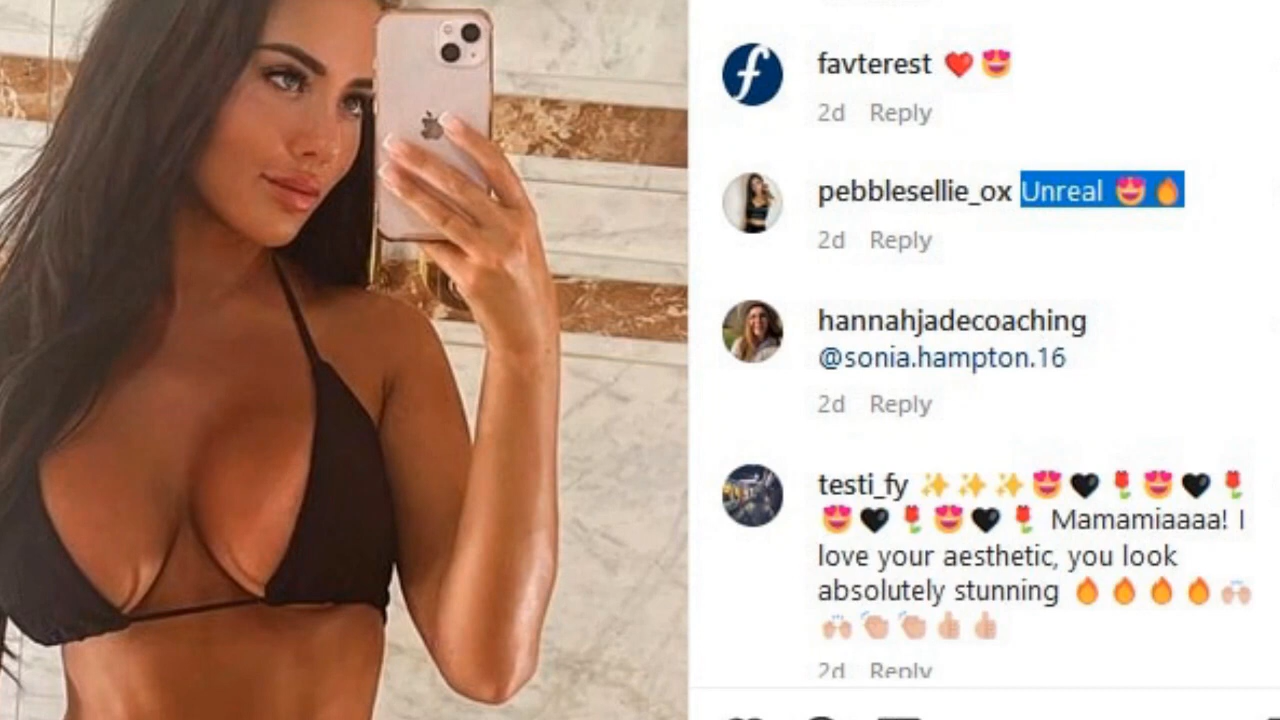 favterest ❤️😍
2d Reply
pebblesellie_ox Unreal 😍🔥
2d Reply
hannahjadecoaching
@sonia.hampton.16
2d Reply
testi_fy ✨✨✨😍🖤🌹😍🖤🌹
😍🖤🌹😍🖤🌹 Mamamiaaaa! I
love your aesthetic, you look
absolutely stunning 🔥🔥🔥🔥🙌🏼
🙌🏼👏🏼👏🏼👍🏼👍🏼
2d Reply